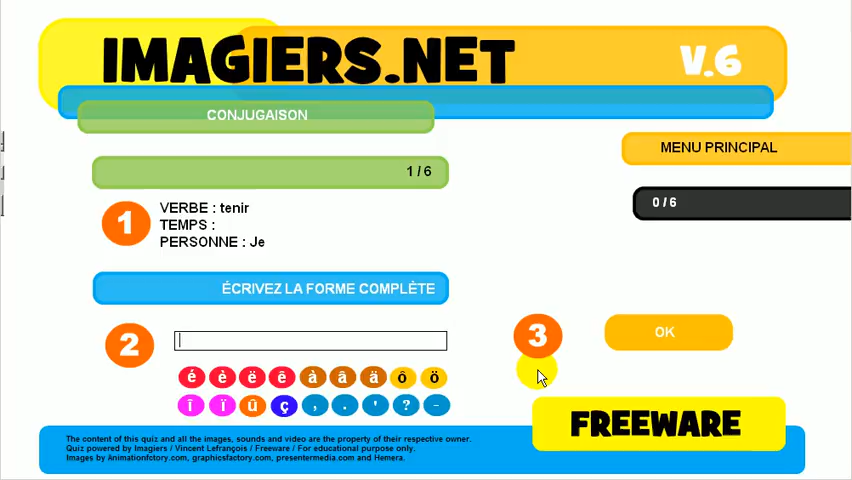 IMAGIERS.NET
V.6
CONJUGAISON
MENU PRINCIPAL
1 / 6
0 / 6
1
VERBE : tenir
TEMPS :
PERSONNE : Je
ÉCRIVEZ LA FORME COMPLÈTE
2
3
OK
é è ë ê à â ä ô ö
î ï û ç , . ' ? -
FREEWARE
The content of this quiz and all the images, sounds and video are the property of their respective owner.
Quiz powered by Imagiers / Vincent Lefrançois / Freeware / For educational purpose only.
Images by Animationfctory.com, graphicsfactory.com, presentermedia.com and Hemera.